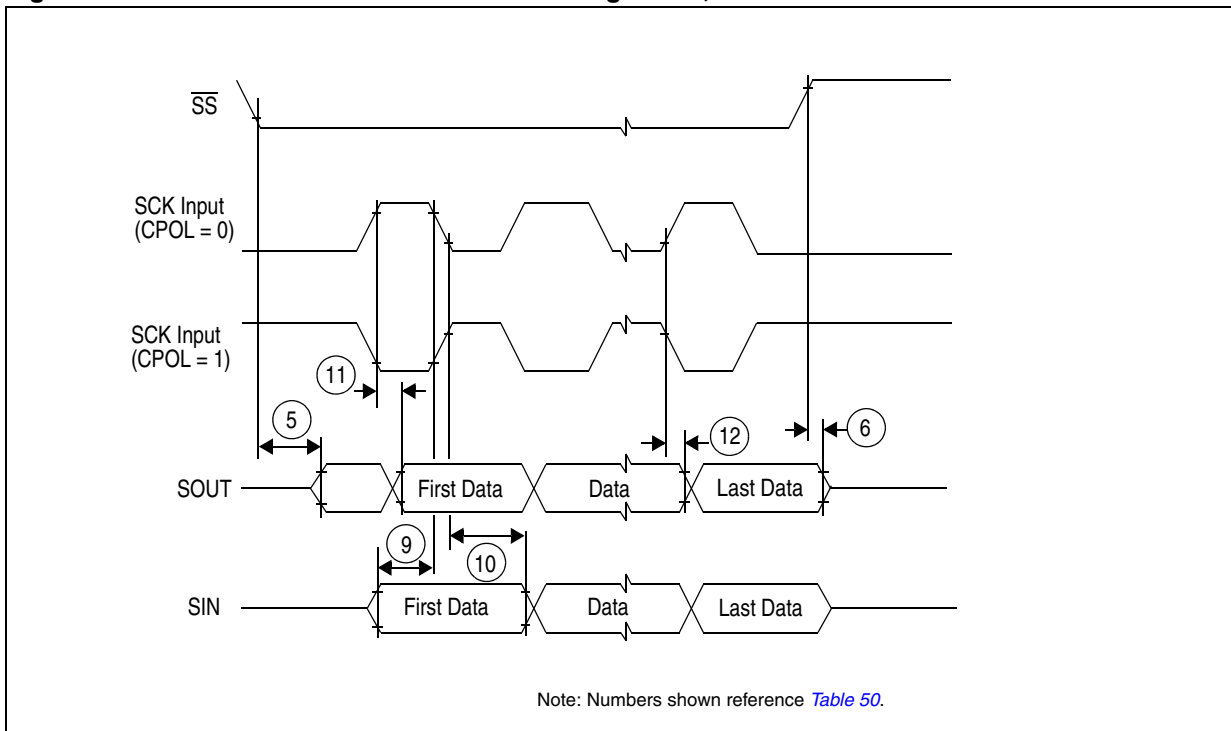 SS
SCK Input
(CPOL = 0)
SCK Input
(CPOL = 1)
11
5
12
6
SOUT
First Data
Data
Last Data
9
10
SIN
First Data
Data
Last Data
Note: Numbers shown reference Table 50.